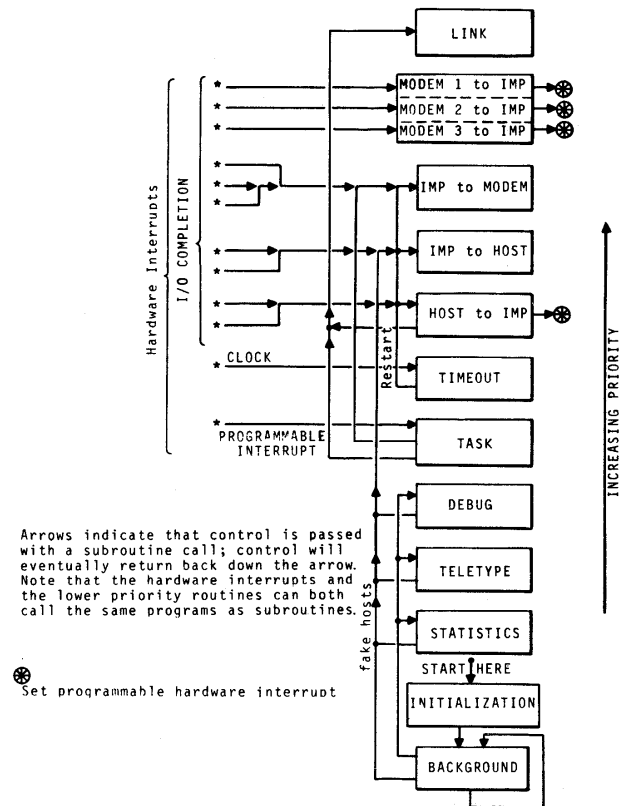 LINK
* MODEM 1 to IMP
* MODEM 2 to IMP
* MODEM 3 to IMP
Hardware Interrupts
I/O COMPLETION
*
* IMP to MODEM
*
* IMP to HOST
*
* HOST to IMP
*
Restart
* CLOCK
TIMEOUT
*
PROGRAMMABLE
INTERRUPT
TASK
INCREASING PRIORITY
DEBUG
Arrows indicate that control is passed
with a subroutine call; control will
eventually return back down the arrow.
Note that the hardware interrupts and
the lower priority routines can both
call the same programs as subroutines.
TELETYPE
fake hosts
STATISTICS
START HERE
Set programmable hardware interrupt
INITIALIZATION
BACKGROUND